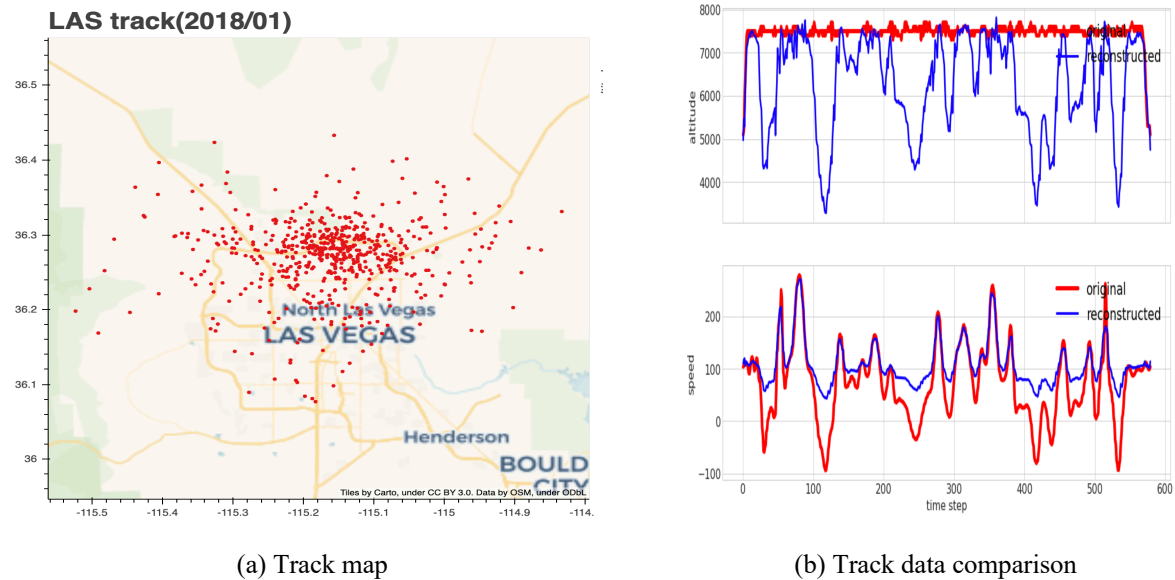 LAS track(2018/01)
36.5
36.4
36.3
36.2
36.1
36
North Las Vegas
LAS VEGAS
Henderson
BOULD
CITY
Tiles by Carto, under CC BY 3.0. Data by OSM, under ODbL
-115.5
-115.4
-115.3
-115.2
-115.1
-115
-114.9
-114.
(a) Track map
8000
7000
6000
5000
4000
altitude
original
reconstructed
200
100
0
−100
speed
original
reconstructed
0
100
200
300
400
500
600
time step
(b) Track data comparison